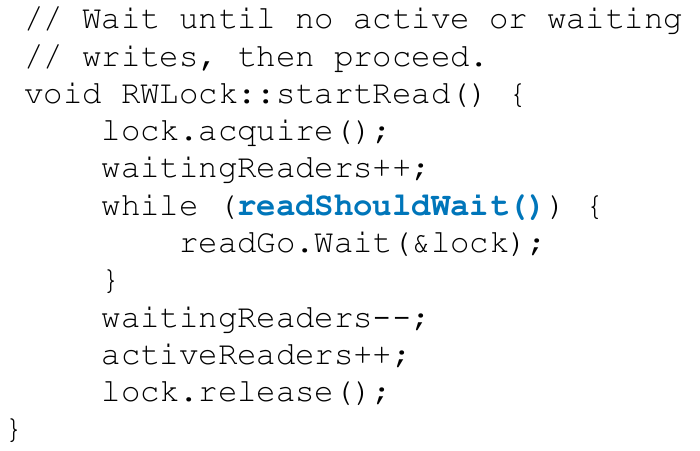 // Wait until no active or waiting
// writes, then proceed.
void RWLock::startRead() {
lock.acquire();
waitingReaders++;
while (readShouldWait()) {
readGo.Wait(&lock);
}
waitingReaders--;
activeReaders++;
lock.release();
}